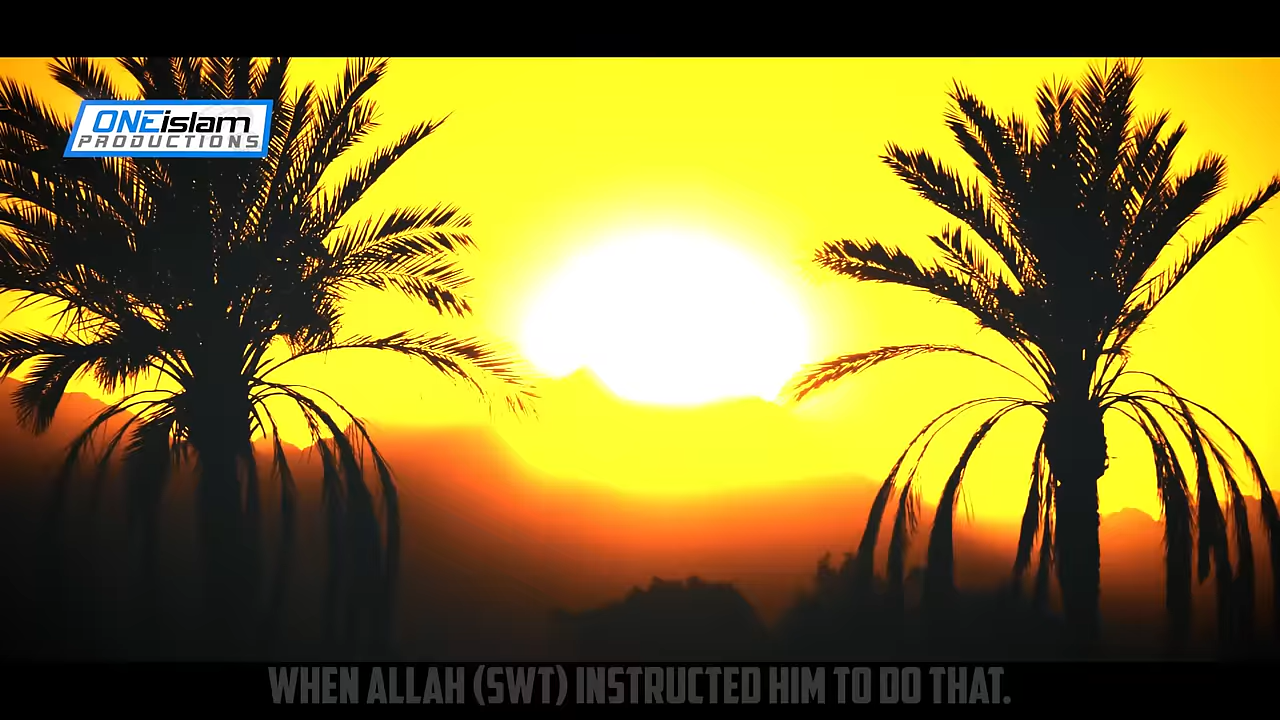 ONEislam
PRODUCTIONS
WHEN ALLAH (SWT) INSTRUCTED HIM TO DO THAT.